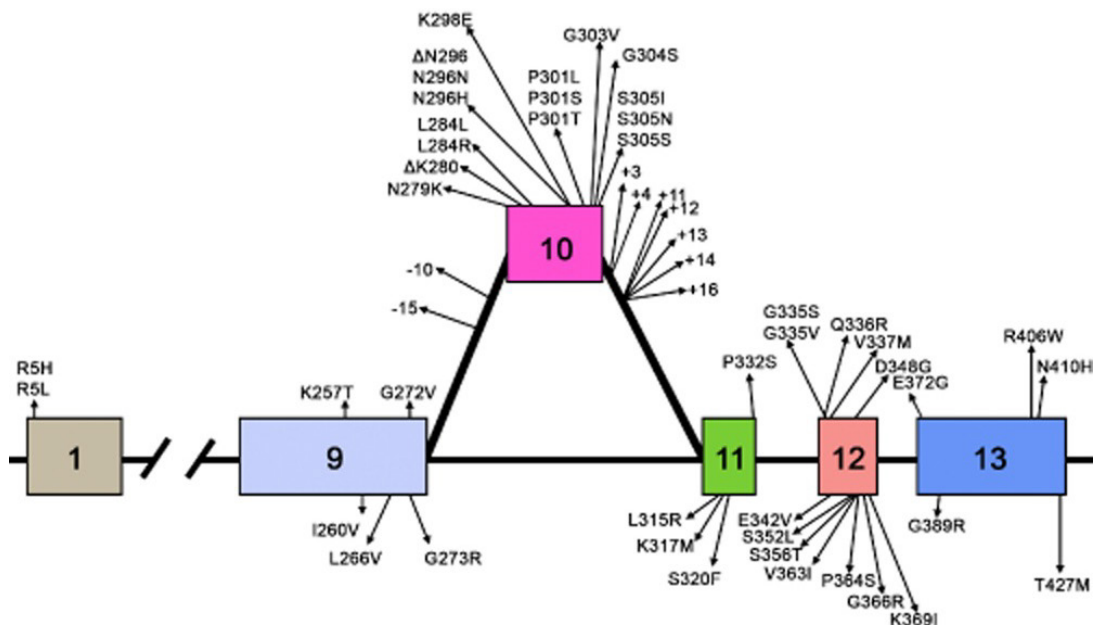 K298E
ΔN296
N296N
N296H
L284L
L284R
ΔK280
N279K
P301L
P301S
P301T
G303V
G304S
S305I
S305N
S305S
+3
+4
+11
+12
+13
+14
+16
10
-10
-15
R5H
R5L
K257T
G272V
P332S
G335S
G335V
Q336R
V337M
D348G
E372G
R406W
N410H
1
9
11
12
13
I260V
L266V
G273R
L315R
K317M
S320F
E342V
S352L
S356T
V363I
P364S
G366R
K369I
G389R
T427M